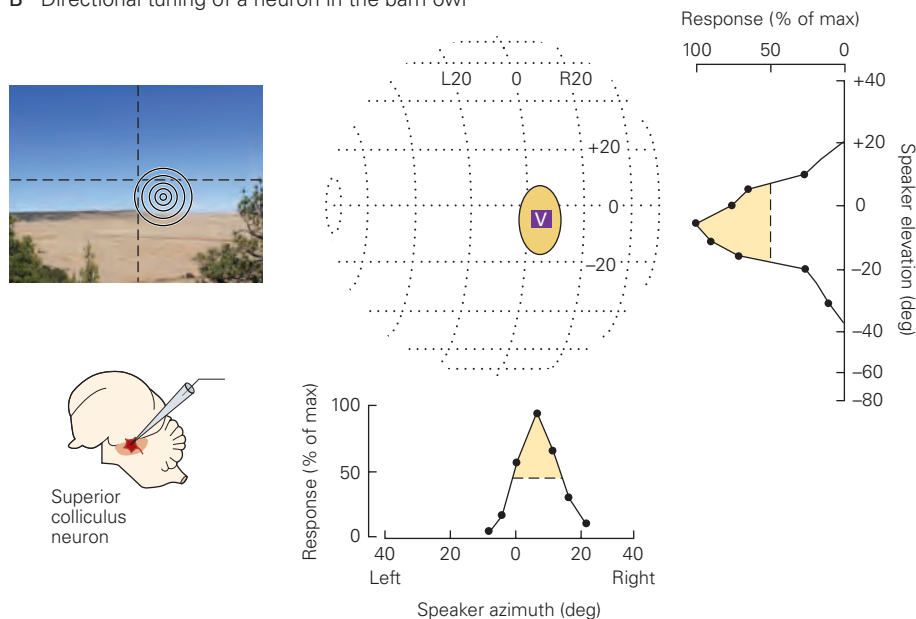 B Directional tuning of a neuron in the barn owl
L20 0 R20
+20
0
–20
V
Response (% of max)
100 50 0
+40
+20
0
–20
–40
–60
–80
Speaker elevation (deg)
Superior
colliculus
neuron
Response (% of max)
100
50
0
40 20 0 20 40
Left Right
Speaker azimuth (deg)